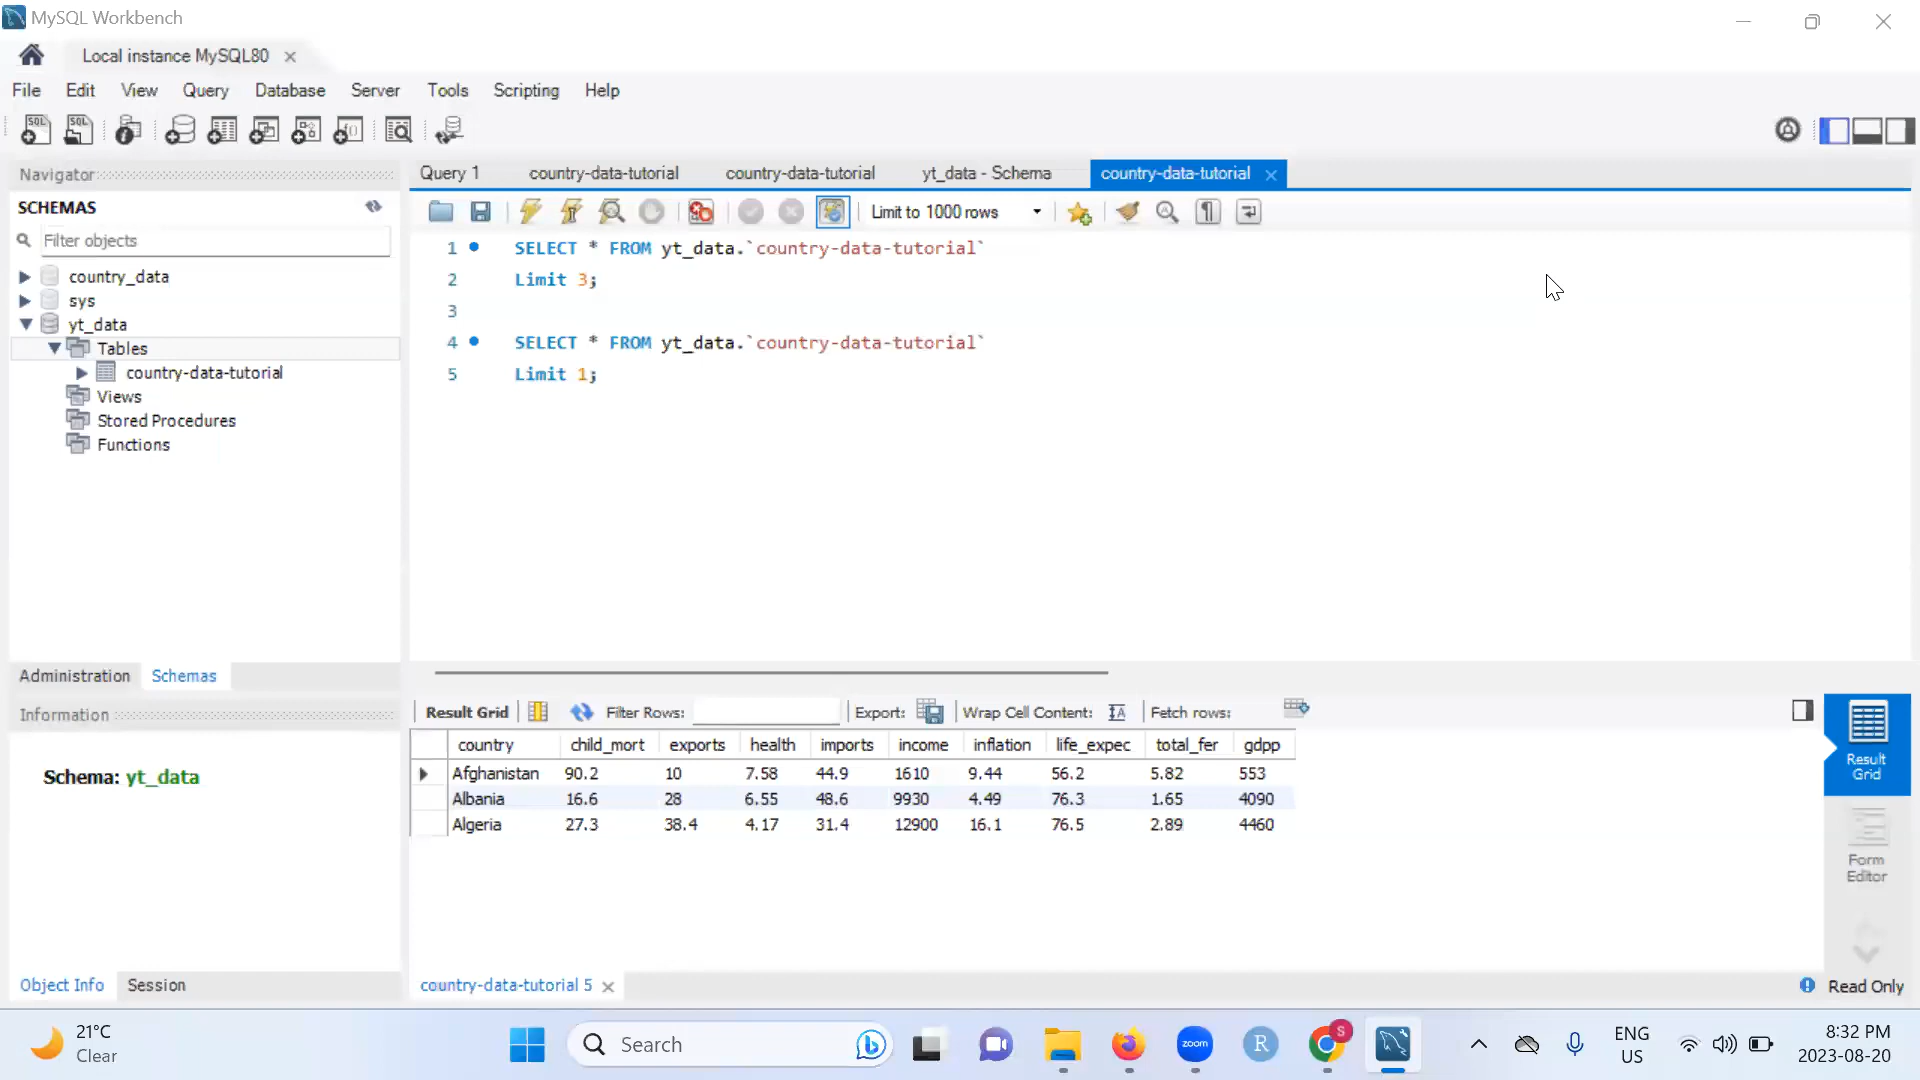 MySQL Workbench
Local instance MySQL80
File Edit View Query Database Server Tools Scripting Help
Navigator
SCHEMAS
Filter objects
country_data
sys
yt_data
Tables
country-data-tutorial
Views
Stored Procedures
Functions
Administration Schemas
Information
Schema: yt_data
Object Info Session
Query 1 country-data-tutorial country-data-tutorial yt_data - Schema country-data-tutorial
Limit to 1000 rows
1 SELECT * FROM yt_data.`country-data-tutorial`
2 Limit 3;
3
4 SELECT * FROM yt_data.`country-data-tutorial`
5 Limit 1;
Result Grid Filter Rows: Export: Wrap Cell Content: Fetch rows:
country child_mort exports health imports income inflation life_expec total_fer gdpp
Afghanistan 90.2 10 7.58 44.9 1610 9.44 56.2 5.82 553
Albania 16.6 28 6.55 48.6 9930 4.49 76.3 1.65 4090
Algeria 27.3 38.4 4.17 31.4 12900 16.1 76.5 2.89 4460
Result
Grid
Form
Editor
country-data-tutorial 5
Read Only
21°C
Clear
Search
zoom
R
S
ENG
US
8:32 PM
2023-08-20